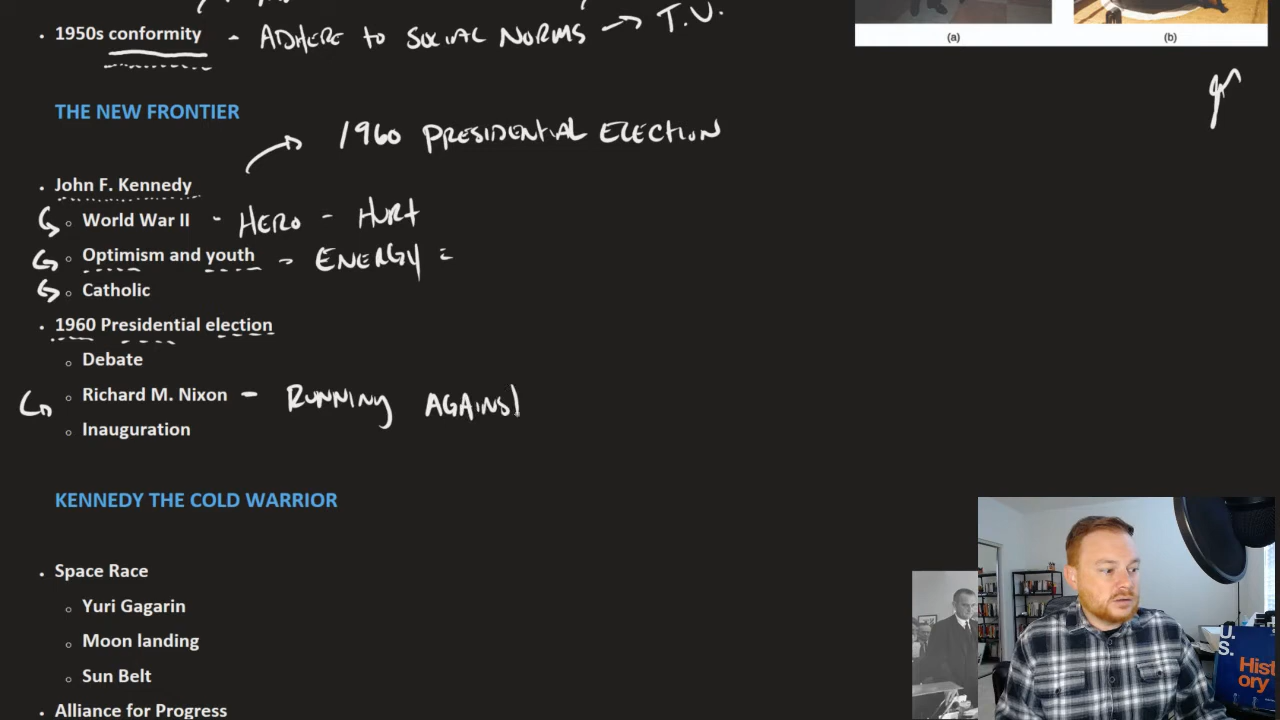 1950s conformity - ADHERE to SOCIAL NORMS → T.V.
(a)
(b)
THE NEW FRONTIER
1960 PRESIDENTIAL ELECTION
• John F. Kennedy
○ World War II - HERO - HURT
○ Optimism and youth - ENERGY =
○ Catholic
• 1960 Presidential election
○ Debate
○ Richard M. Nixon - RUNNING AGAINST
○ Inauguration
KENNEDY THE COLD WARRIOR
• Space Race
○ Yuri Gagarin
○ Moon landing
○ Sun Belt
• Alliance for Progress
U.
S.
Hist
ory